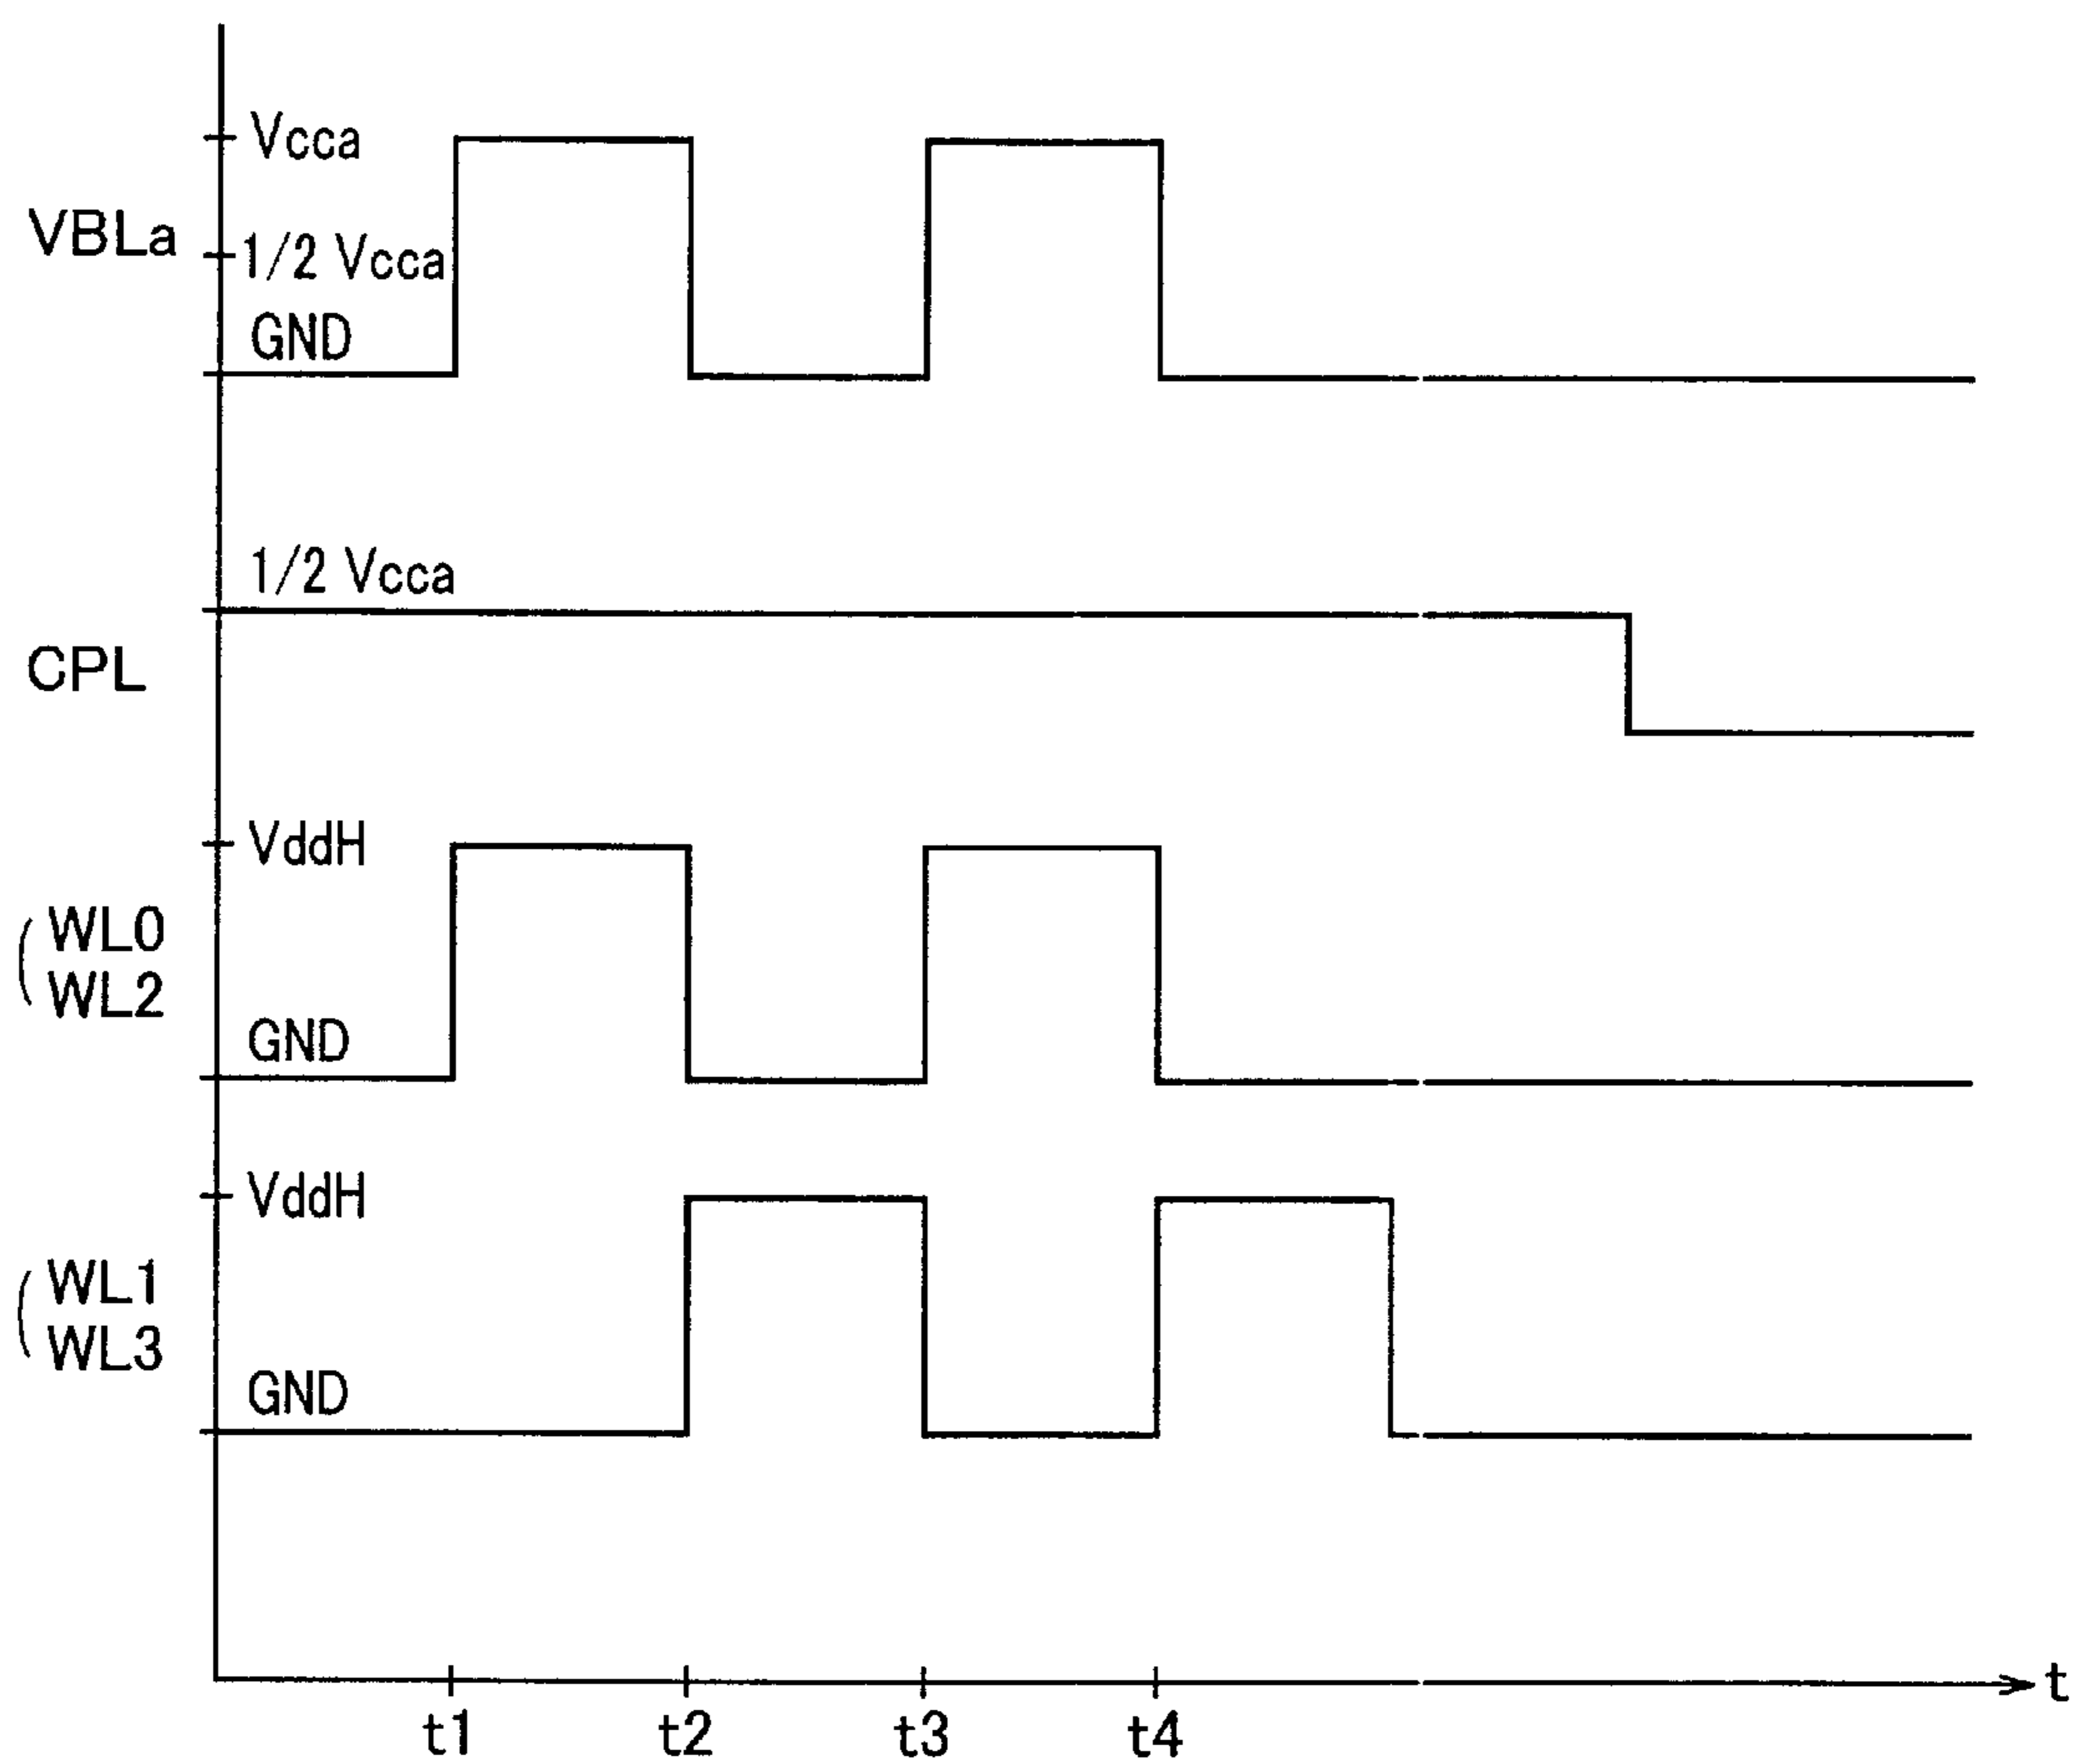 Vcca
VBLa
1/2 Vcca
GND
1/2 Vcca
CPL
VddH
(WL0
WL2
GND
VddH
(WL1
WL3
GND
t
t1 t2 t3 t4